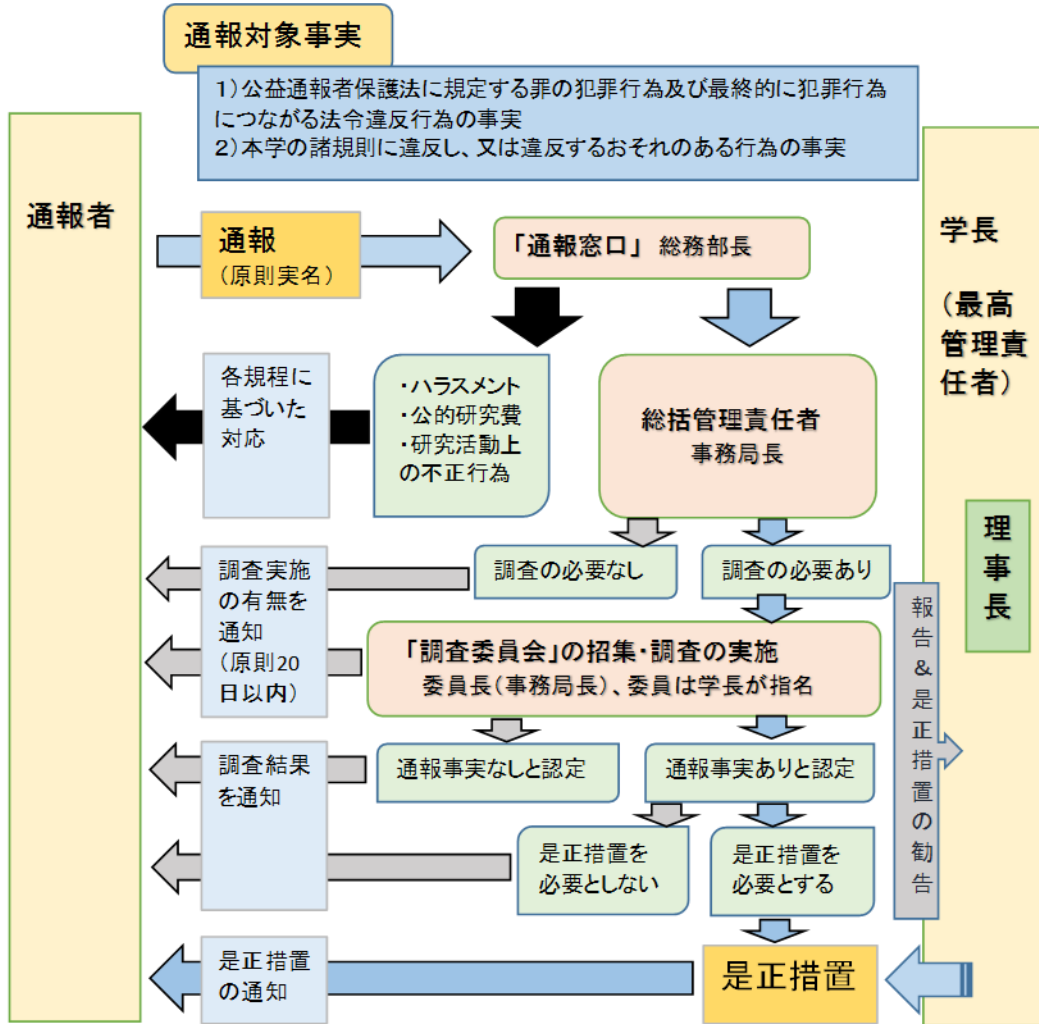 通報対象事実
1)公益通報者保護法に規定する罪の犯罪行為及び最終的に犯罪行為
につながる法令違反行為の事実
2)本学の諸規則に違反し、又は違反するおそれのある行為の事実
通報者
通報
(原則実名)
「通報窓口」 総務部長
学長
(最高
管理責
任者)
各規程に
基づいた
対応
・ハラスメント
・公的研究費
・研究活動上
の不正行為
総括管理責任者
事務局長
理事長
調査実施
の有無を
通知
(原則20
日以内)
調査の必要なし
調査の必要あり
「調査委員会」の招集・調査の実施
委員長(事務局長)、委員は学長が指名
報告&是正措置の勧告
調査結果
を通知
通報事実なしと認定
通報事実ありと認定
是正措置を
必要としない
是正措置を
必要とする
是正措置
の通知
是正措置